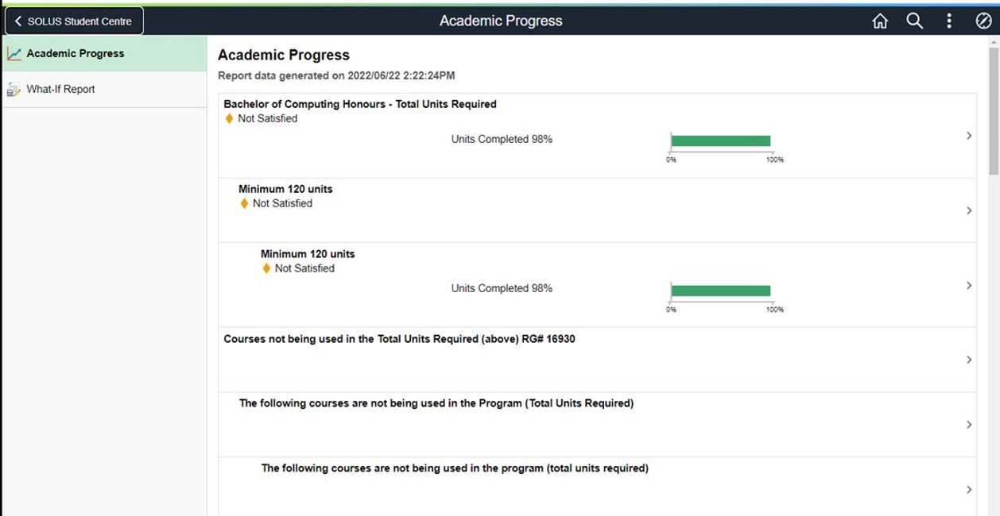 SOLUS Student Centre
Academic Progress
Academic Progress
What-If Report
Academic Progress
Report data generated on 2022/06/22 2:22:24PM
Bachelor of Computing Honours - Total Units Required
Not Satisfied
Units Completed 98%
0% 100%
Minimum 120 units
Not Satisfied
Minimum 120 units
Not Satisfied
Units Completed 98%
0% 100%
Courses not being used in the Total Units Required (above) RG# 16930
The following courses are not being used in the Program (Total Units Required)
The following courses are not being used in the program (total units required)